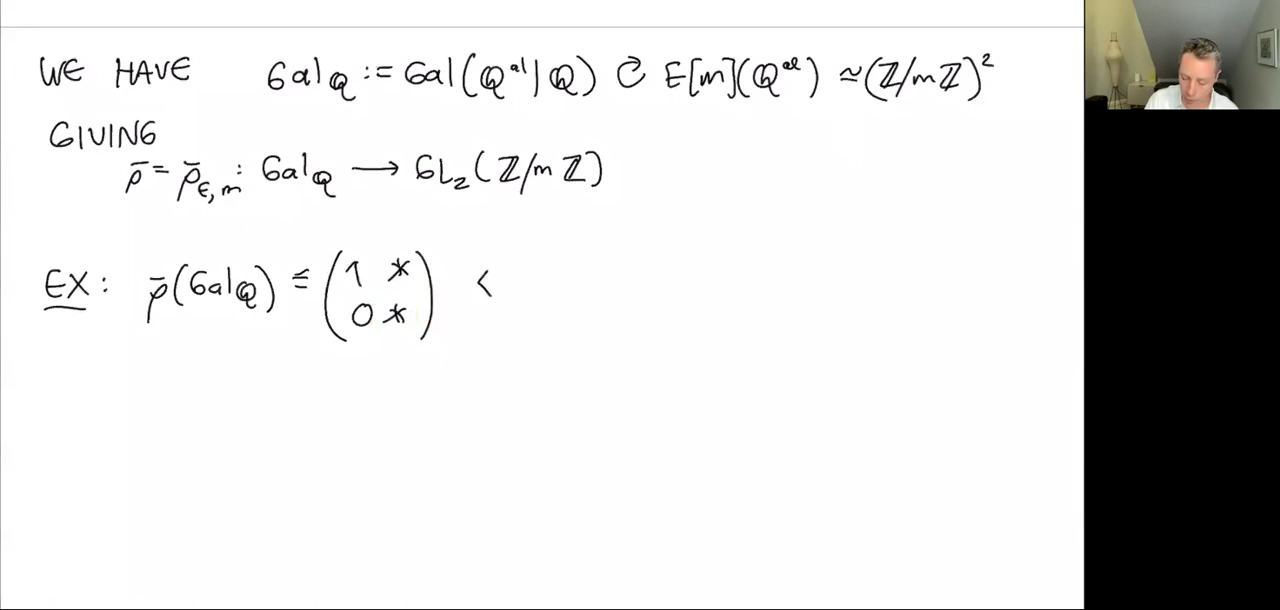 WE HAVE Gal_Q := Gal(Q^al | Q) ↻ E[m](Q^al) ≈ (Z/mZ)^2
GIVING
ρ̄ = ρ̄_{E,m} : Gal_Q → GL_2(Z/mZ)
EX: ρ̄(Gal_Q) ≤ (1 * / 0 *) <